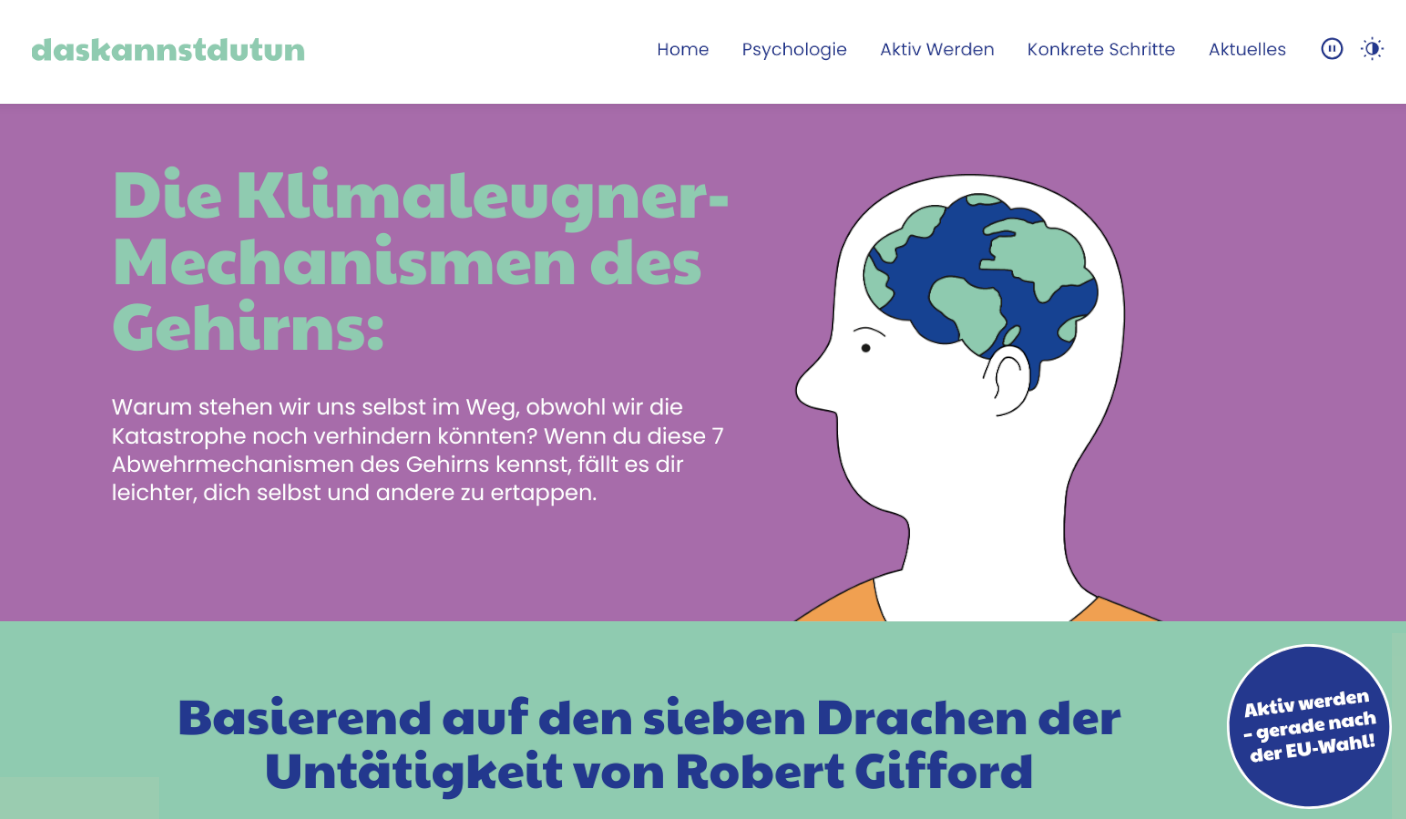 daskannstdutun
Home Psychologie Aktiv Werden Konkrete Schritte Aktuelles
Die Klimaleugner-
Mechanismen des
Gehirns:
Warum stehen wir uns selbst im Weg, obwohl wir die
Katastrophe noch verhindern könnten? Wenn du diese 7
Abwehrmechanismen des Gehirns kennst, fällt es dir
leichter, dich selbst und andere zu ertappen.
Basierend auf den sieben Drachen der
Untätigkeit von Robert Gifford
Aktiv werden
– gerade nach
der EU-Wahl!